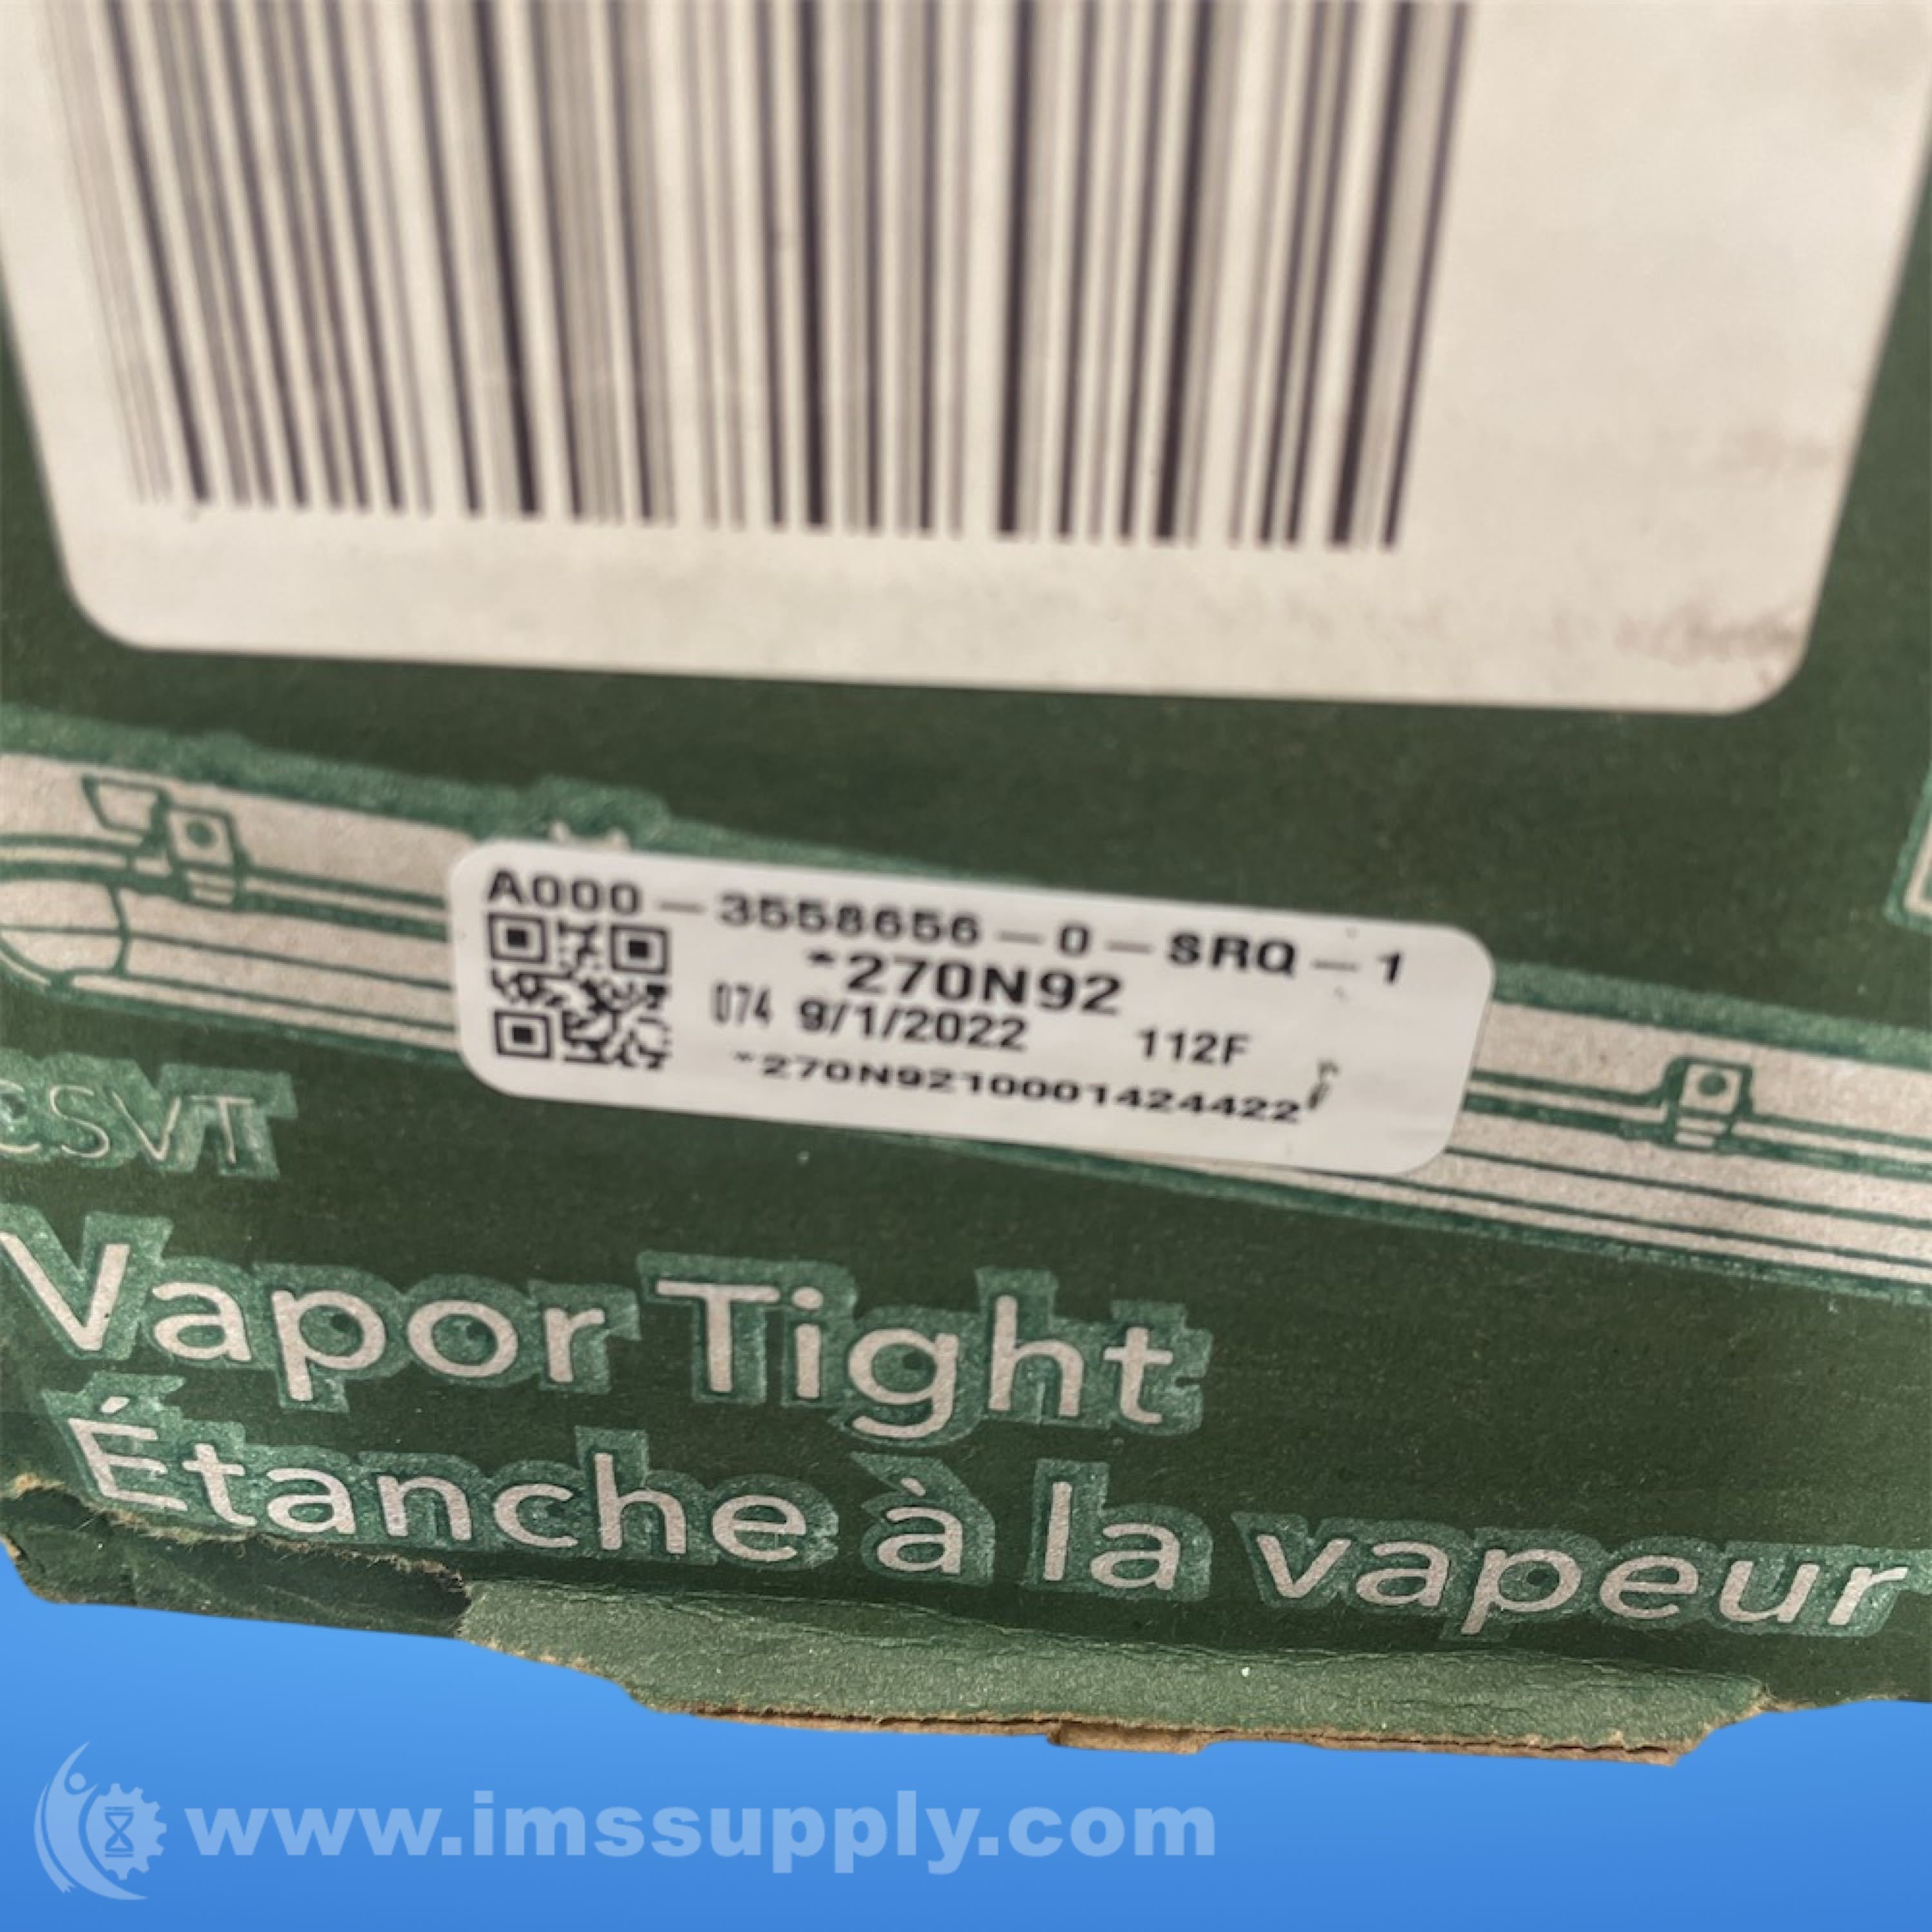 A000-3558656-0-SRQ-1
*270N92
074 9/1/2022 112F
*270N9210001424422
CSVT
Vapor Tight
Étanche à la vapeur
www.imssupply.com